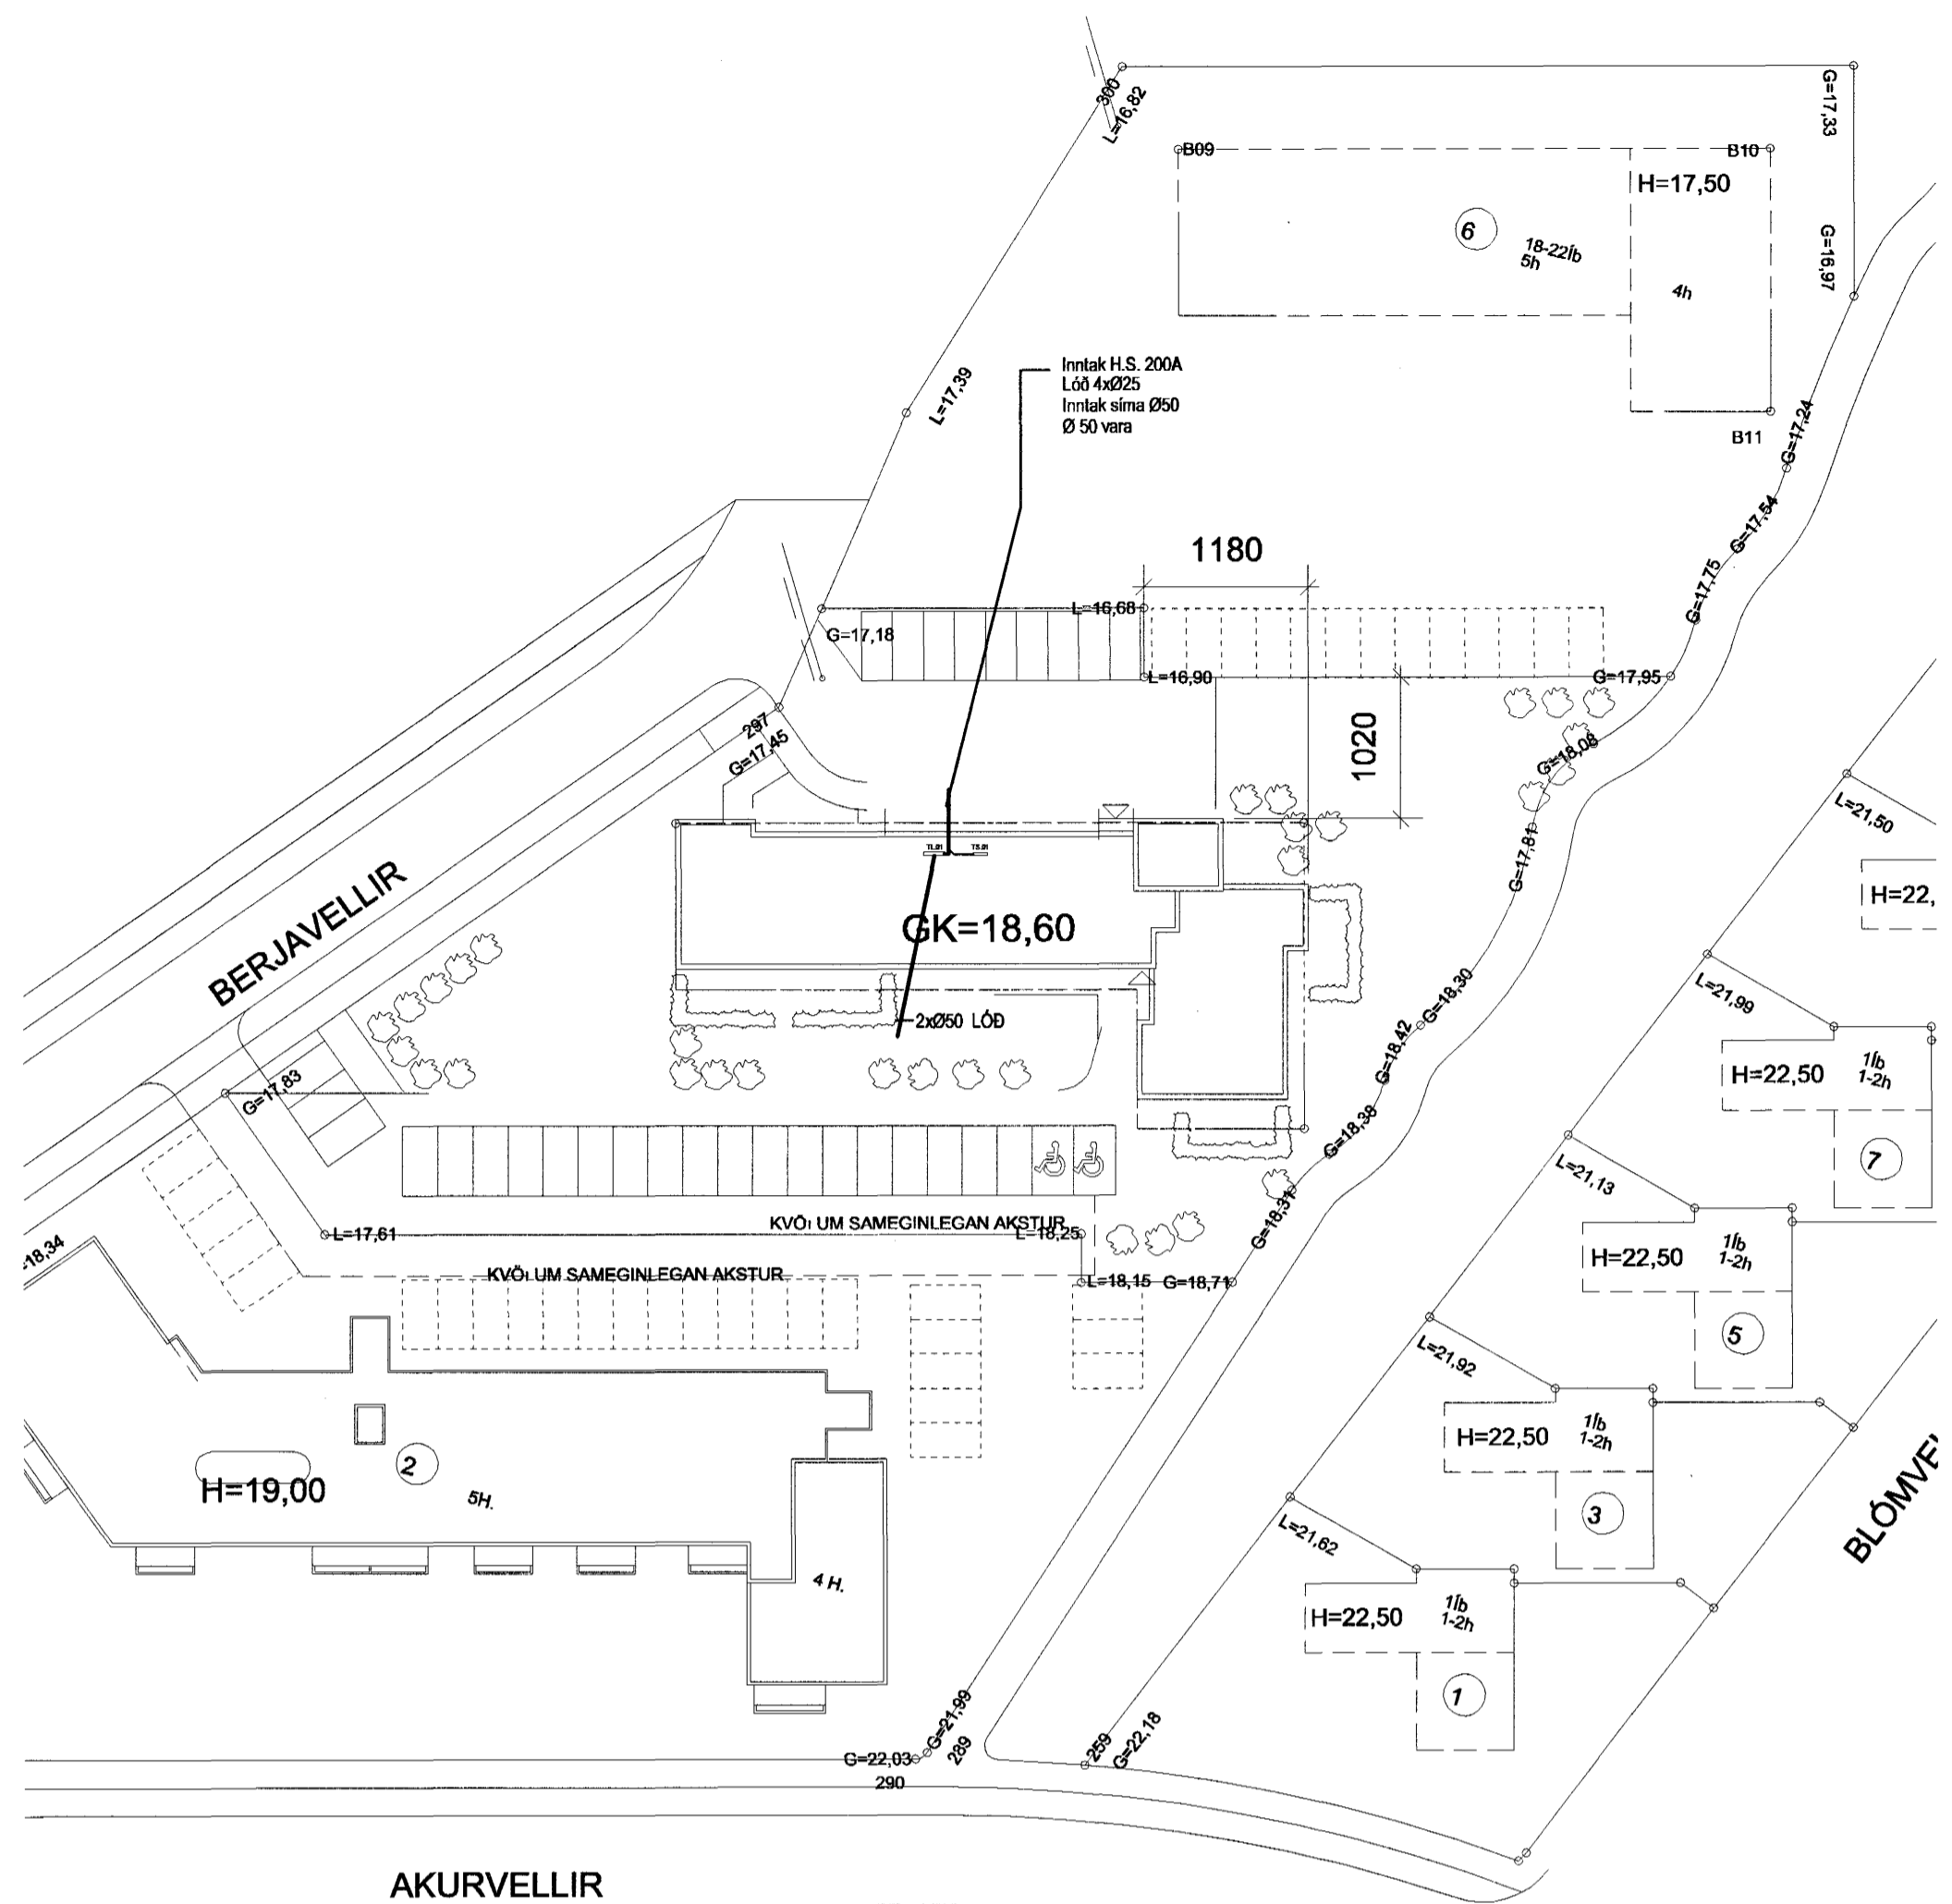 300
L=16,82
G=17,33
B09
B10
H=17,50
6
18-22íb
5h
4h
G=16,97
Inntak H.S. 200A
Lóð 4xØ25
Inntak síma Ø50
Ø 50 vara
L=17,39
B11
G=17,24
G=17,54
1180
G=17,75
L=16,68
G=17,18
L=16,90
G=17,95
297
G=17,45
1020
G=18,08
L=21,50
G=17,81
TL.01
TS.01
BERJAVELLIR
H=22,
GK=18,60
L=21,99
G=18,30
2xØ50 LÓÐ
G=18,42
1íb
1-2h
H=22,50
G=17,83
G=18,38
7
L=21,13
G=18,31
KVÖÐ UM SAMEGINLEGAN AKSTUR
L=17,61
L=18,25
18,34
1íb
1-2h
H=22,50
KVÖÐ UM SAMEGINLEGAN AKSTUR
L=18,15
G=18,71
5
L=21,92
1íb
1-2h
H=22,50
2
H=19,00
5H.
3
BLÓMVE
L=21,62
4 H.
1íb
1-2h
H=22,50
1
G=21,99
289
259
G=22,18
G=22,03
290
AKURVELLIR